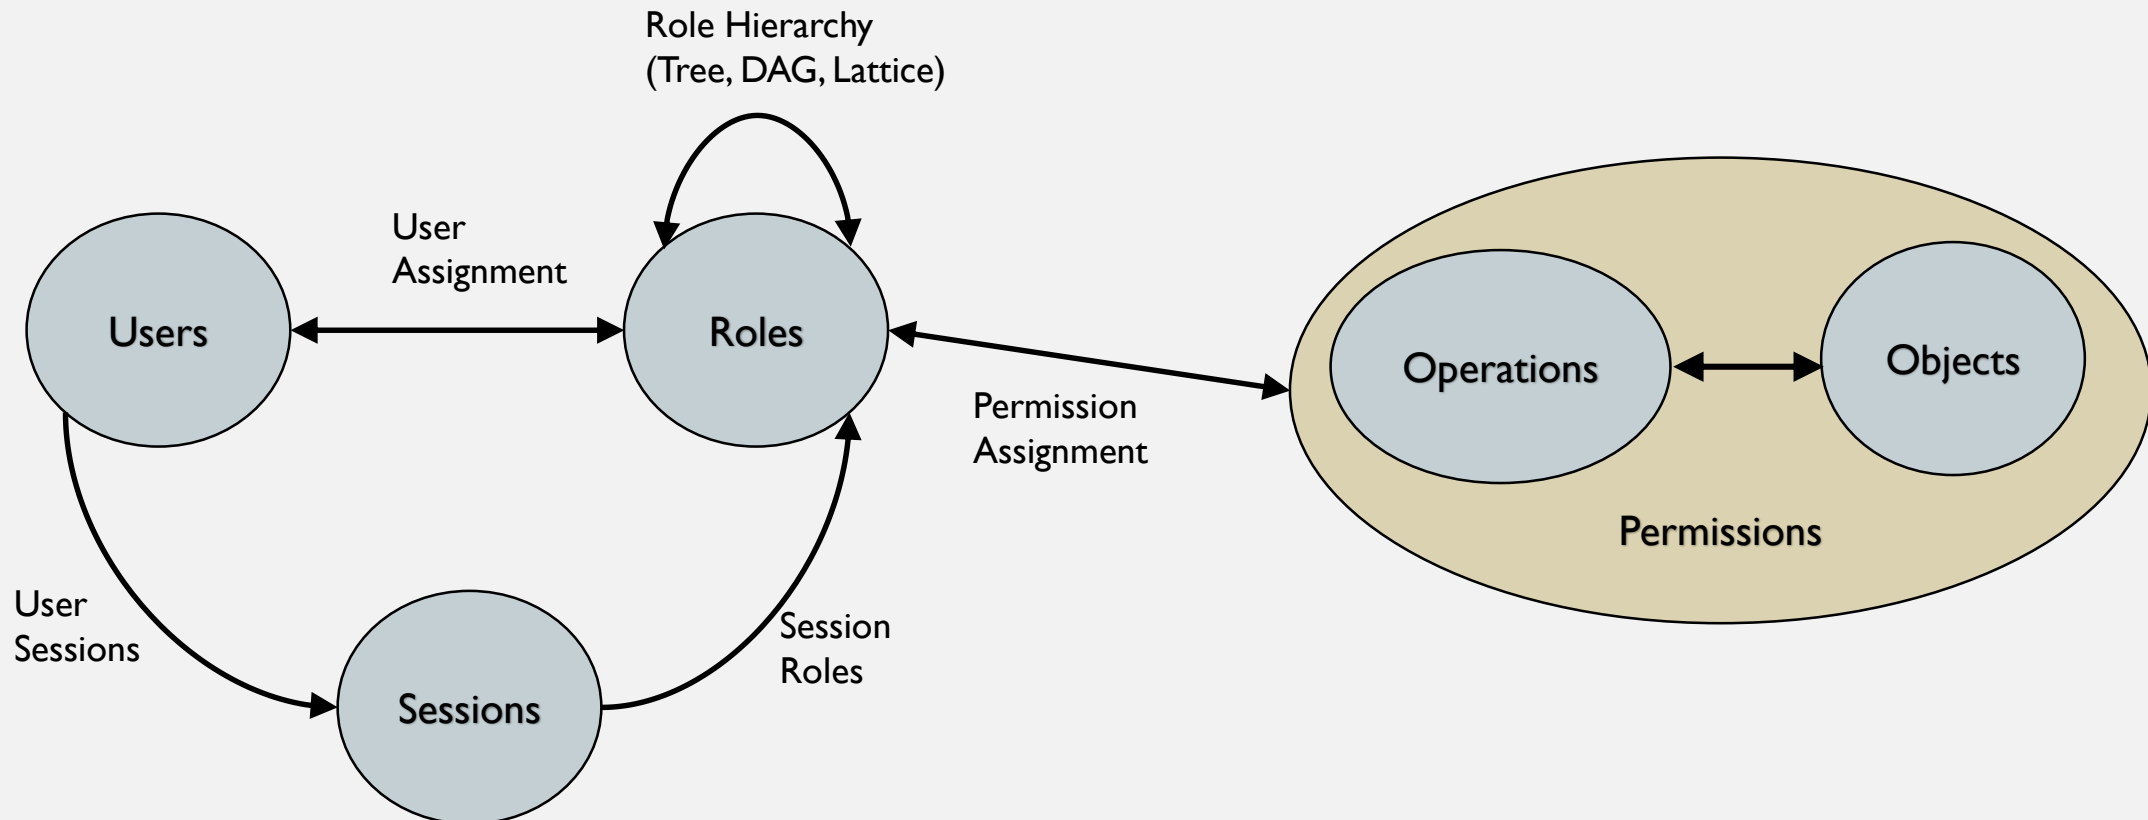 Role Hierarchy
(Tree, DAG, Lattice)
User
Assignment
Users
Roles
Operations
Objects
Permission
Assignment
Permissions
User
Sessions
Session
Roles
Sessions